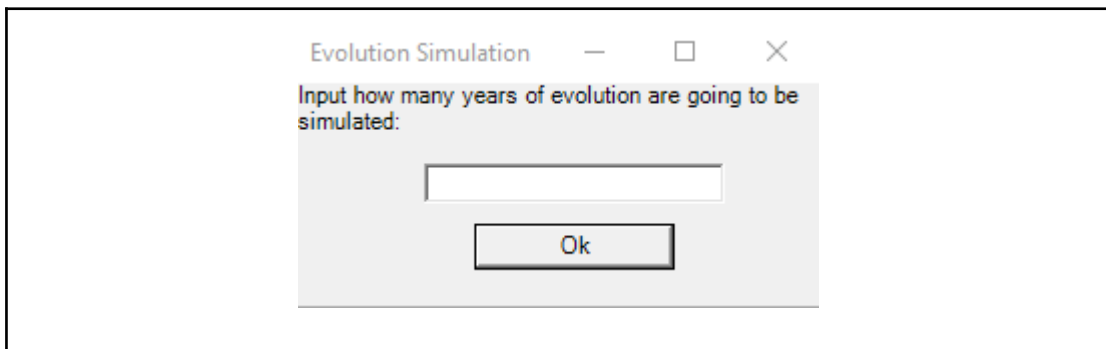 Evolution Simulation
Input how many years of evolution are going to be
simulated:
Ok